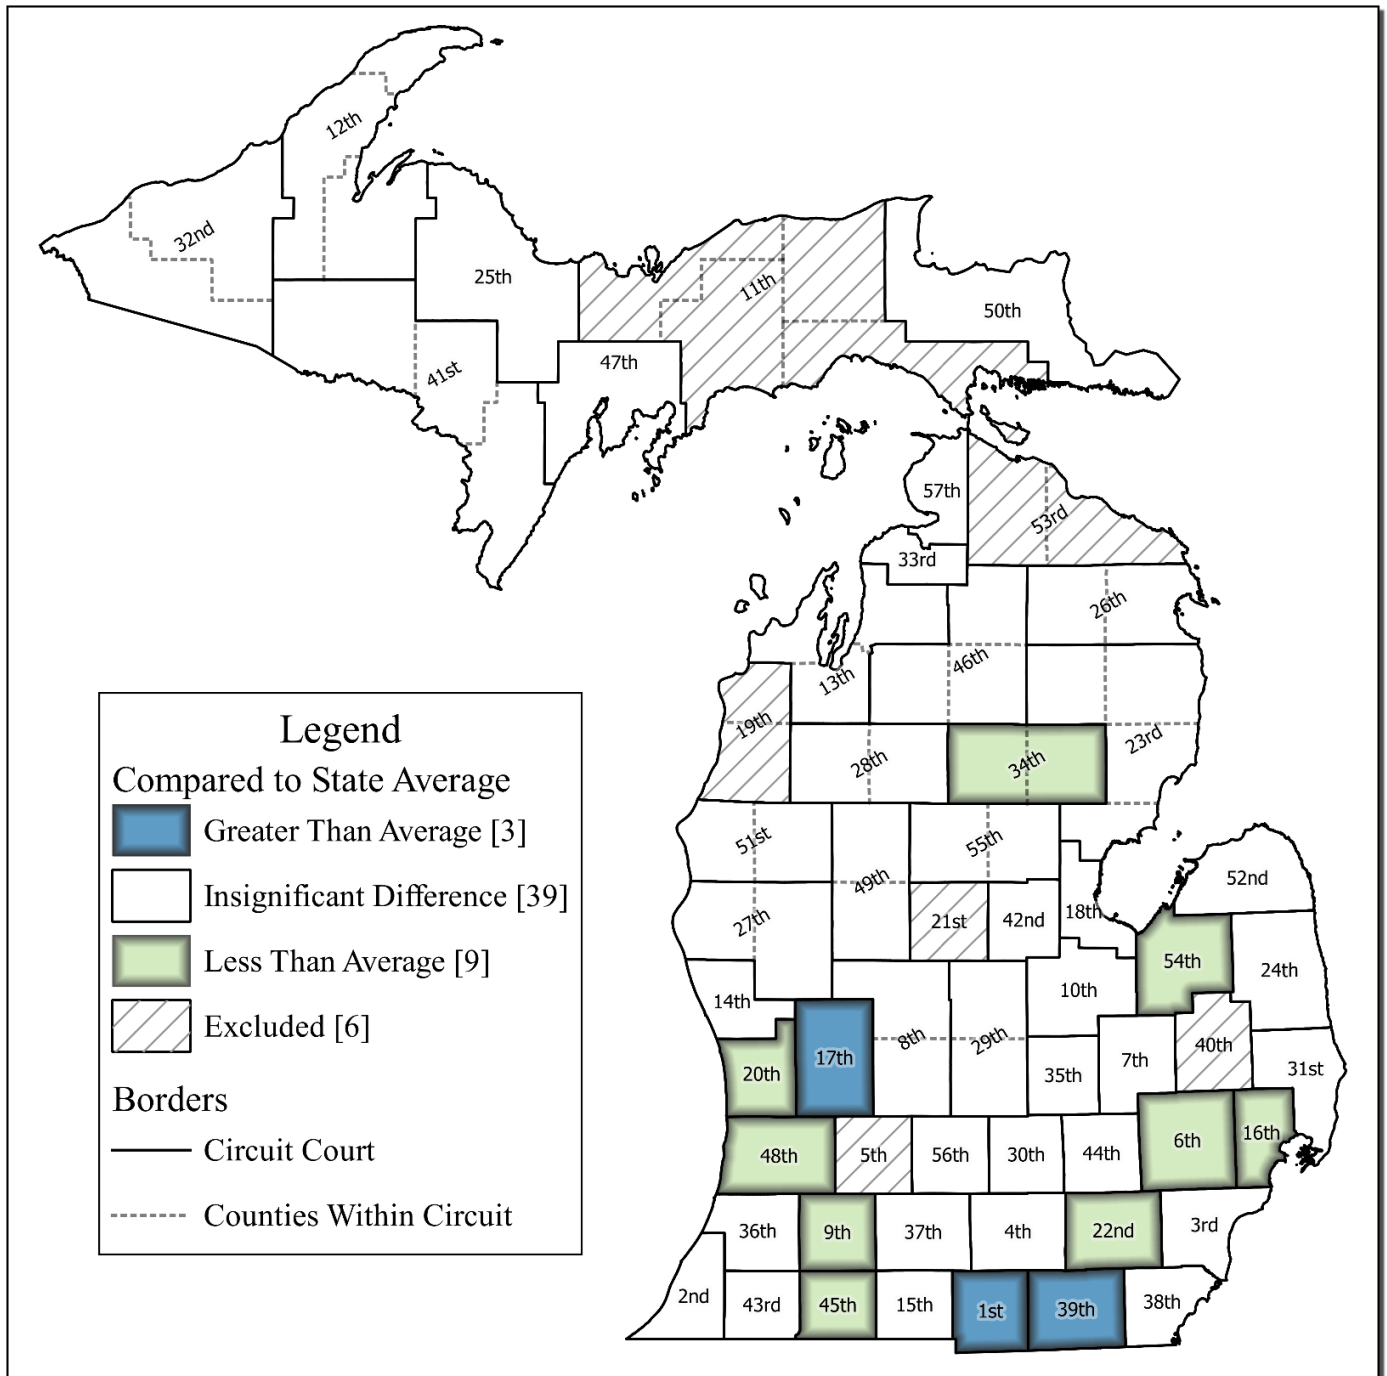 12th
32nd
25th
11th
50th
47th
41st
57th
53rd
33rd
26th
46th
13th
19th
23rd
28th
34th
Legend
Compared to State Average
Greater Than Average [3]
Insignificant Difference [39]
Less Than Average [9]
Excluded [6]
Borders
Circuit Court
Counties Within Circuit
51st
55th
49th
52nd
27th
21st
42nd
18th
54th
24th
14th
10th
17th
8th
29th
40th
20th
35th
7th
31st
48th
5th
56th
30th
44th
6th
16th
36th
9th
37th
4th
22nd
3rd
2nd
43rd
45th
15th
1st
39th
38th